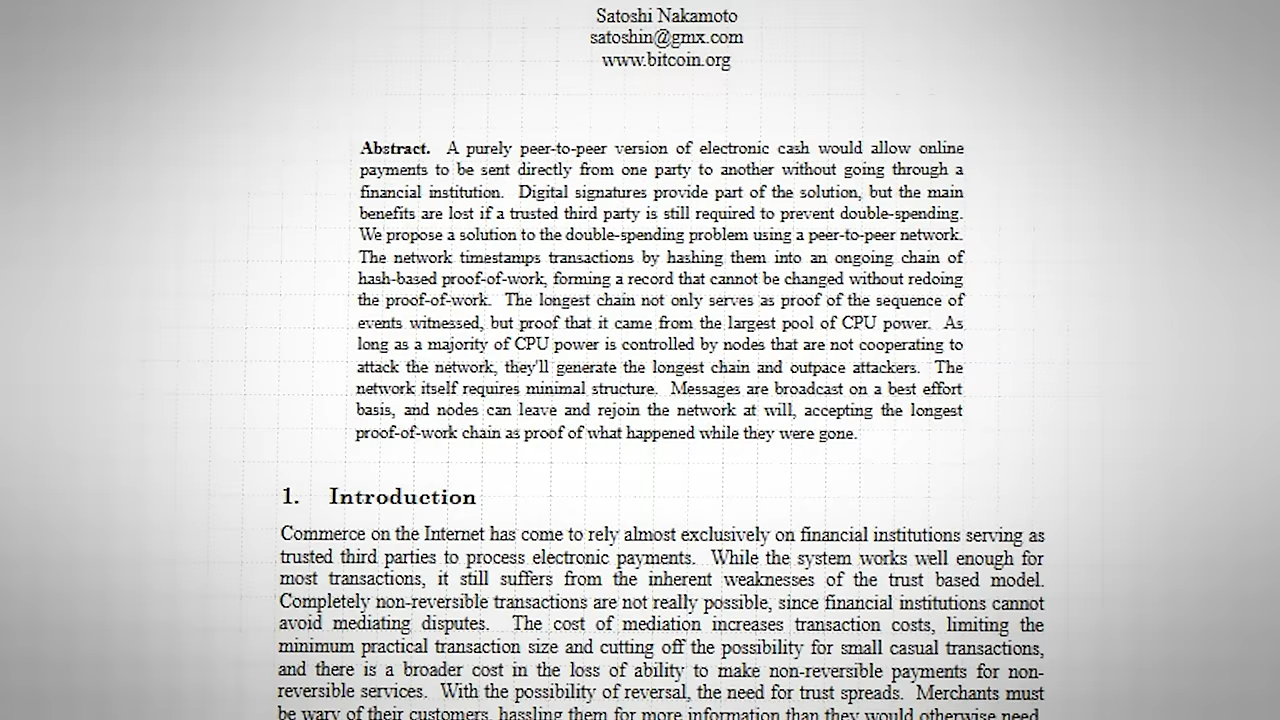 Satoshi Nakamoto
satoshin@gmx.com
www.bitcoin.org
Abstract. A purely peer-to-peer version of electronic cash would allow online
payments to be sent directly from one party to another without going through a
financial institution. Digital signatures provide part of the solution, but the main
benefits are lost if a trusted third party is still required to prevent double-spending.
We propose a solution to the double-spending problem using a peer-to-peer network.
The network timestamps transactions by hashing them into an ongoing chain of
hash-based proof-of-work, forming a record that cannot be changed without redoing
the proof-of-work. The longest chain not only serves as proof of the sequence of
events witnessed, but proof that it came from the largest pool of CPU power. As
long as a majority of CPU power is controlled by nodes that are not cooperating to
attack the network, they'll generate the longest chain and outpace attackers. The
network itself requires minimal structure. Messages are broadcast on a best effort
basis, and nodes can leave and rejoin the network at will, accepting the longest
proof-of-work chain as proof of what happened while they were gone.
1. Introduction
Commerce on the Internet has come to rely almost exclusively on financial institutions serving as
trusted third parties to process electronic payments. While the system works well enough for
most transactions, it still suffers from the inherent weaknesses of the trust based model.
Completely non-reversible transactions are not really possible, since financial institutions cannot
avoid mediating disputes. The cost of mediation increases transaction costs, limiting the
minimum practical transaction size and cutting off the possibility for small casual transactions,
and there is a broader cost in the loss of ability to make non-reversible payments for non-
reversible services. With the possibility of reversal, the need for trust spreads. Merchants must
be wary of their customers, hassling them for more information than they would otherwise need.